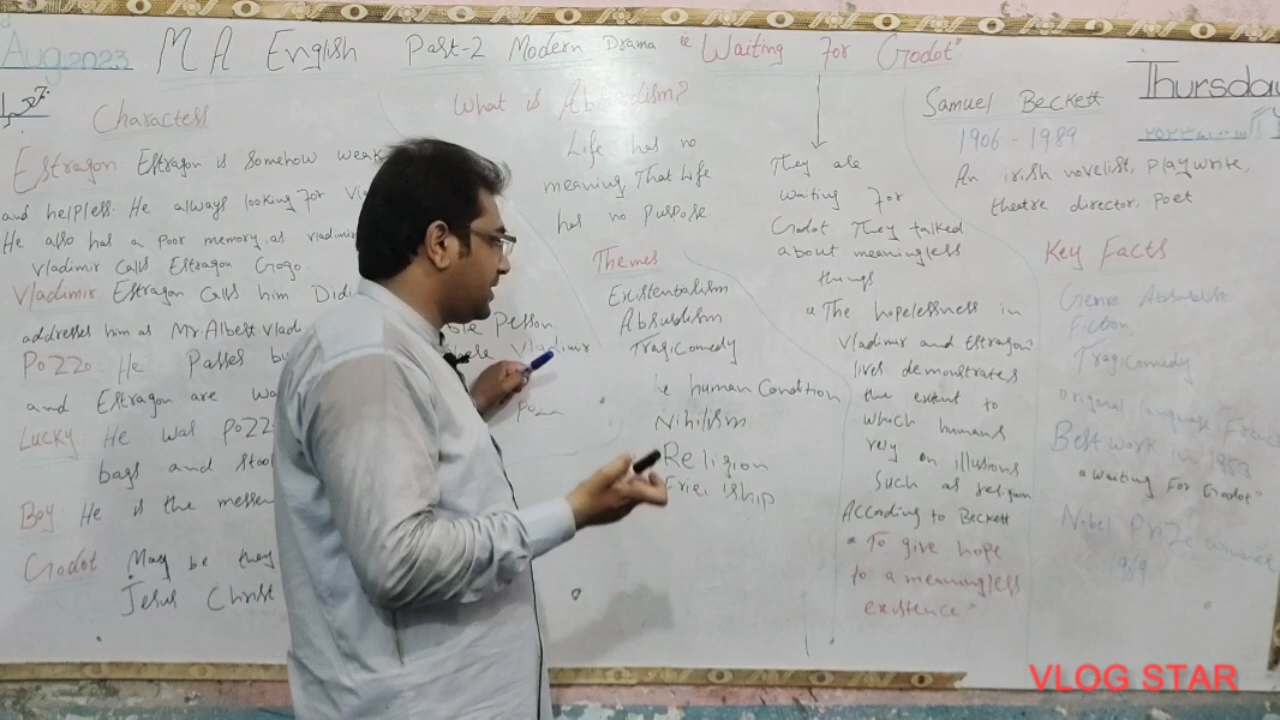 Aug 2023
M A English Part-2 Modern Drama "Waiting For Godot"
Thursday
Characters
Estragon: Estragon is somehow weak
and helpless. He always looking for Vla
He also has a poor memory, as vladimir
Vladimir calls Estragon Gogo.
Vladimir Estragon calls him Didi
addresses him as Mr Albert Vlad
Pozzo He Passes by
and Estragon are wa
Lucky He was Pozz
bags and stool
Boy: He is the messen
Godot May be they
Jesus Christ
ble Person.
where Vladimir
Pozzo
What is Absurdism?
Life has no
meaning That Life
has no purpose.
Themes
Existentialism
Absurdism
Tragicomedy
he human Condition
Nihilism
Religion
Frie ship
They are
waiting for
Godot. They talked
about meaningless
things
"The hopelessness in
Vladimir and Estragon
lives demonstrates
the extent to
which humans
rely on illusions
such as religion
According to Beckett
"To give hope
to a meaningless
existence"
Samuel Beckett
1906 - 1989
An irish novelist, playwrite,
theatre director, poet
Key Facts
Genre Absurdist
Fiction
Tragicomedy
original language Fren
Best work in 1953
"Waiting For Godot"
Nobel Prize winner
1969
VLOG STAR